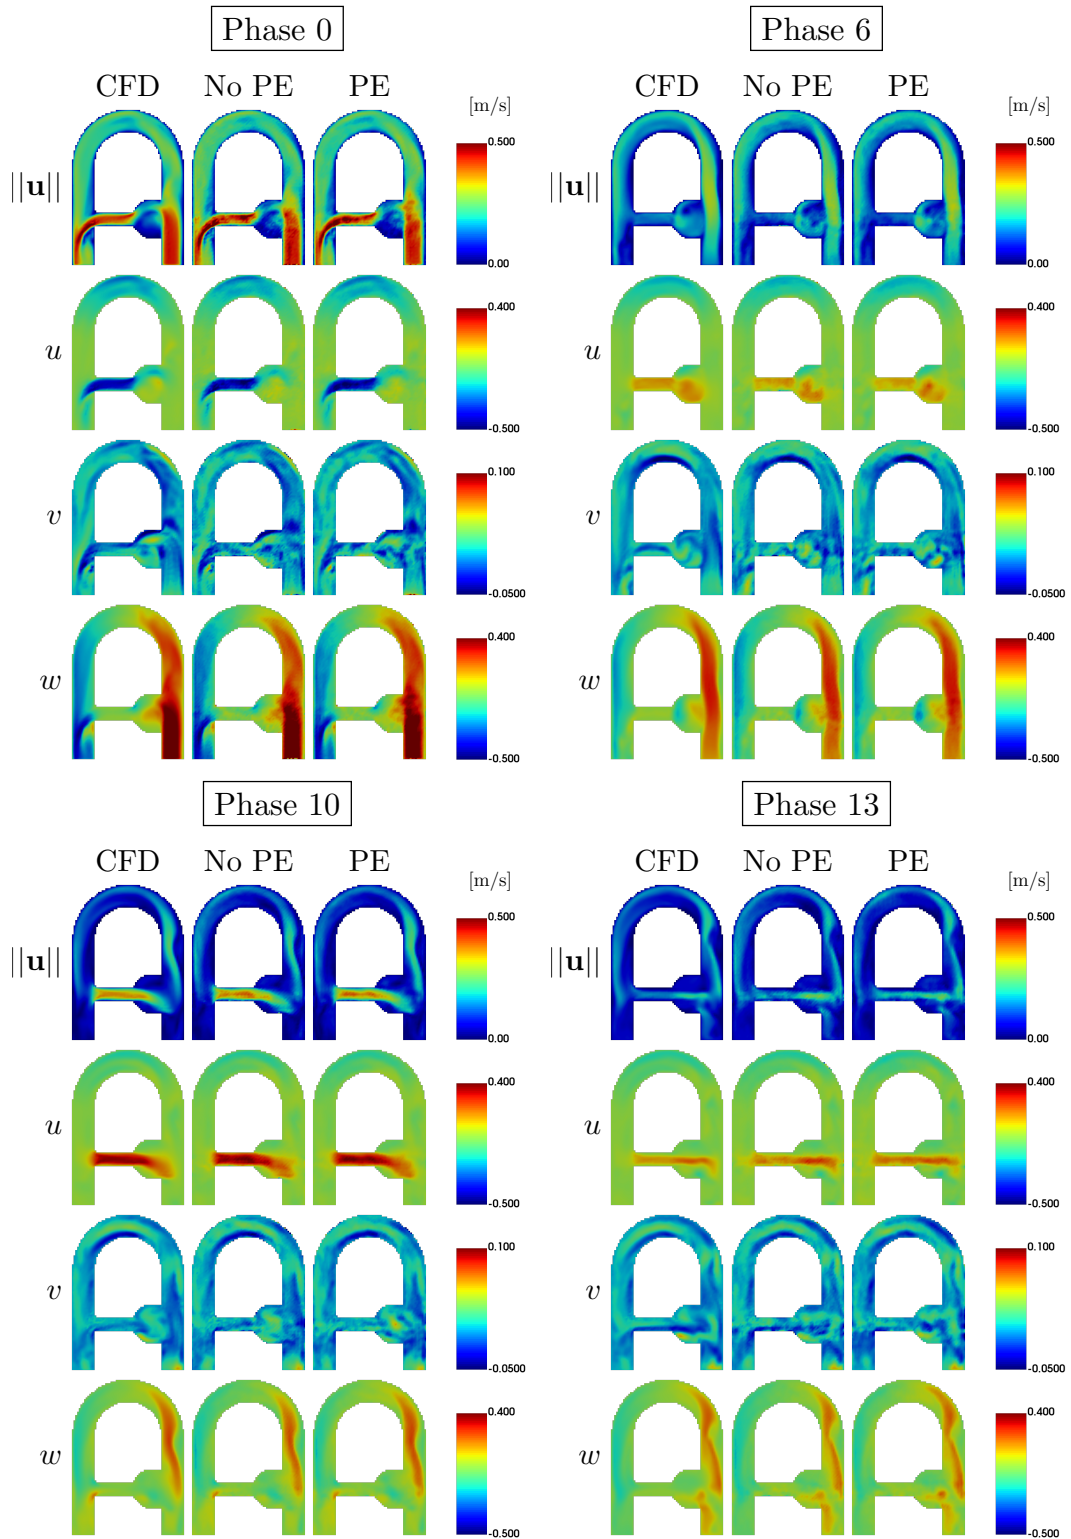 Phase 0
CFD No PE PE
[m/s]
||u||
0.500
0.00
u
0.400
-0.500
v
0.100
-0.0500
w
0.400
-0.500
Phase 6
CFD No PE PE
[m/s]
||u||
0.500
0.00
u
0.400
-0.500
v
0.100
-0.0500
w
0.400
-0.500
Phase 10
CFD No PE PE
[m/s]
||u||
0.500
0.00
u
0.400
-0.500
v
0.100
-0.0500
w
0.400
-0.500
Phase 13
CFD No PE PE
[m/s]
||u||
0.500
0.00
u
0.400
-0.500
v
0.100
-0.0500
w
0.400
-0.500